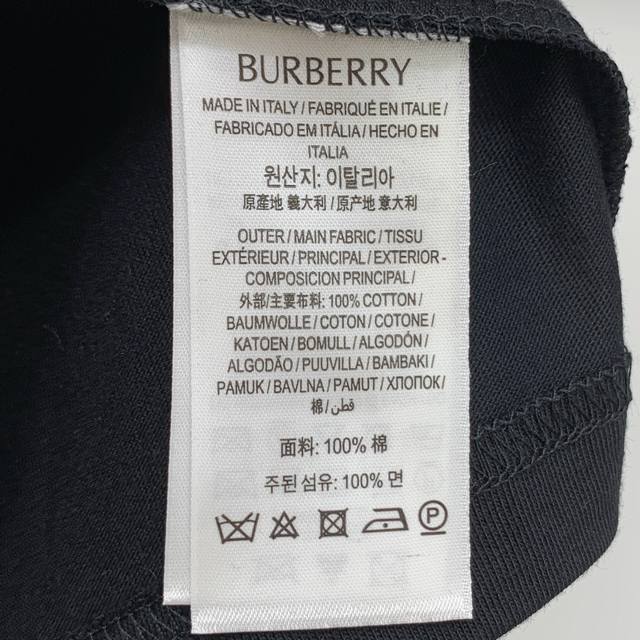 BURBERRY
MADE IN ITALY / FABRIQUÉ EN ITALIE /
FABRICADO EM ITÁLIA / HECHO EN
ITALIA
원산지: 이탈리아
原產地 義大利 / 原产地 意大利
OUTER / MAIN FABRIC / TISSU
EXTÉRIEUR / PRINCIPAL / EXTERIOR-
COMPOSICIÓN PRINCIPAL /
外部/主要布料: 100% COTTON /
BAUMWOLLE / COTON / COTONE /
KATOEN / BOMULL / ALGODÓN /
ALGODÃO / PUUVILLA / BAMBAKI /
PAMUK / BAVLNA / PAMUT / ХЛОПОК /
棉 / قطن
面料: 100% 棉
주된 섬유: 100% 면
P